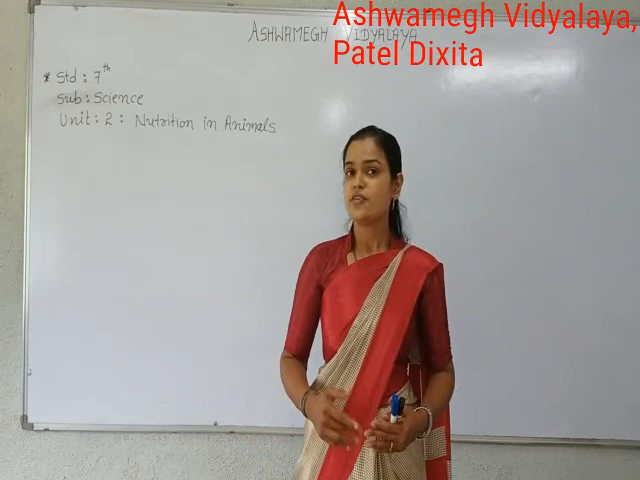 Ashwamegh Vidyalaya,
Patel Dixita
ASHWAMEGH VIDYALAYA
* Std : 7th
Sub : Science
Unit : 2 : Nutrition in Animals